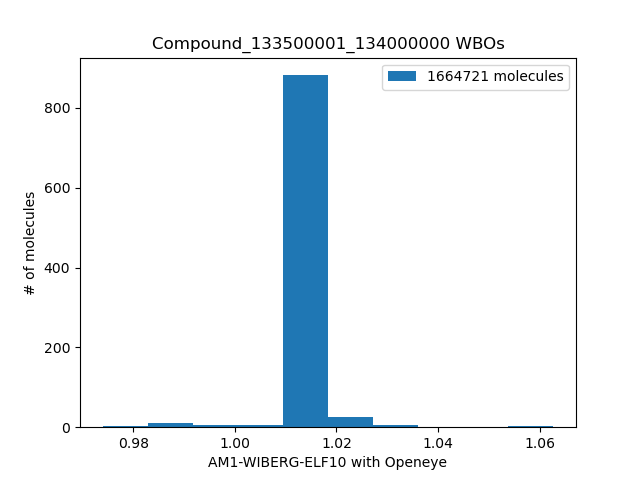 Compound_133500001_134000000 WBOs
1664721 molecules
# of molecules
800
600
400
200
0
0.98 1.00 1.02 1.04 1.06
AM1-WIBERG-ELF10 with Openeye